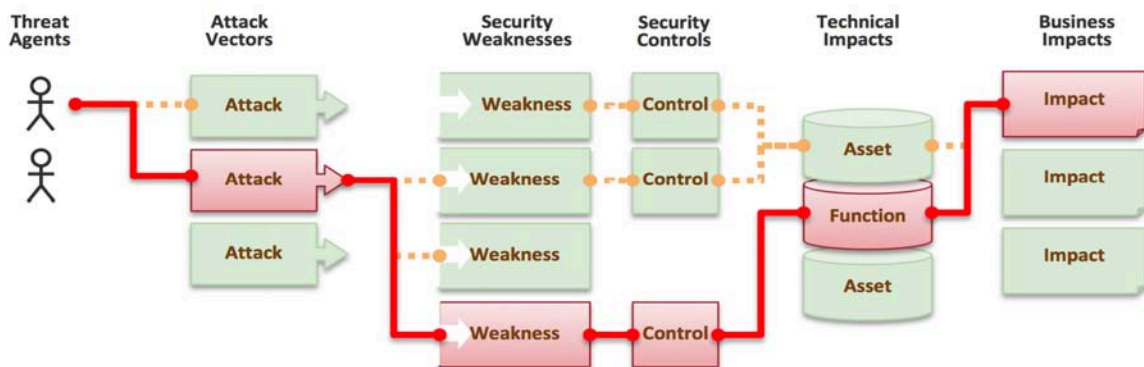 Threat Agents
Attack Vectors
Security Weaknesses
Security Controls
Technical Impacts
Business Impacts
Attack
Weakness
Control
Impact
Asset
Attack
Weakness
Control
Impact
Function
Attack
Weakness
Impact
Asset
Weakness
Control